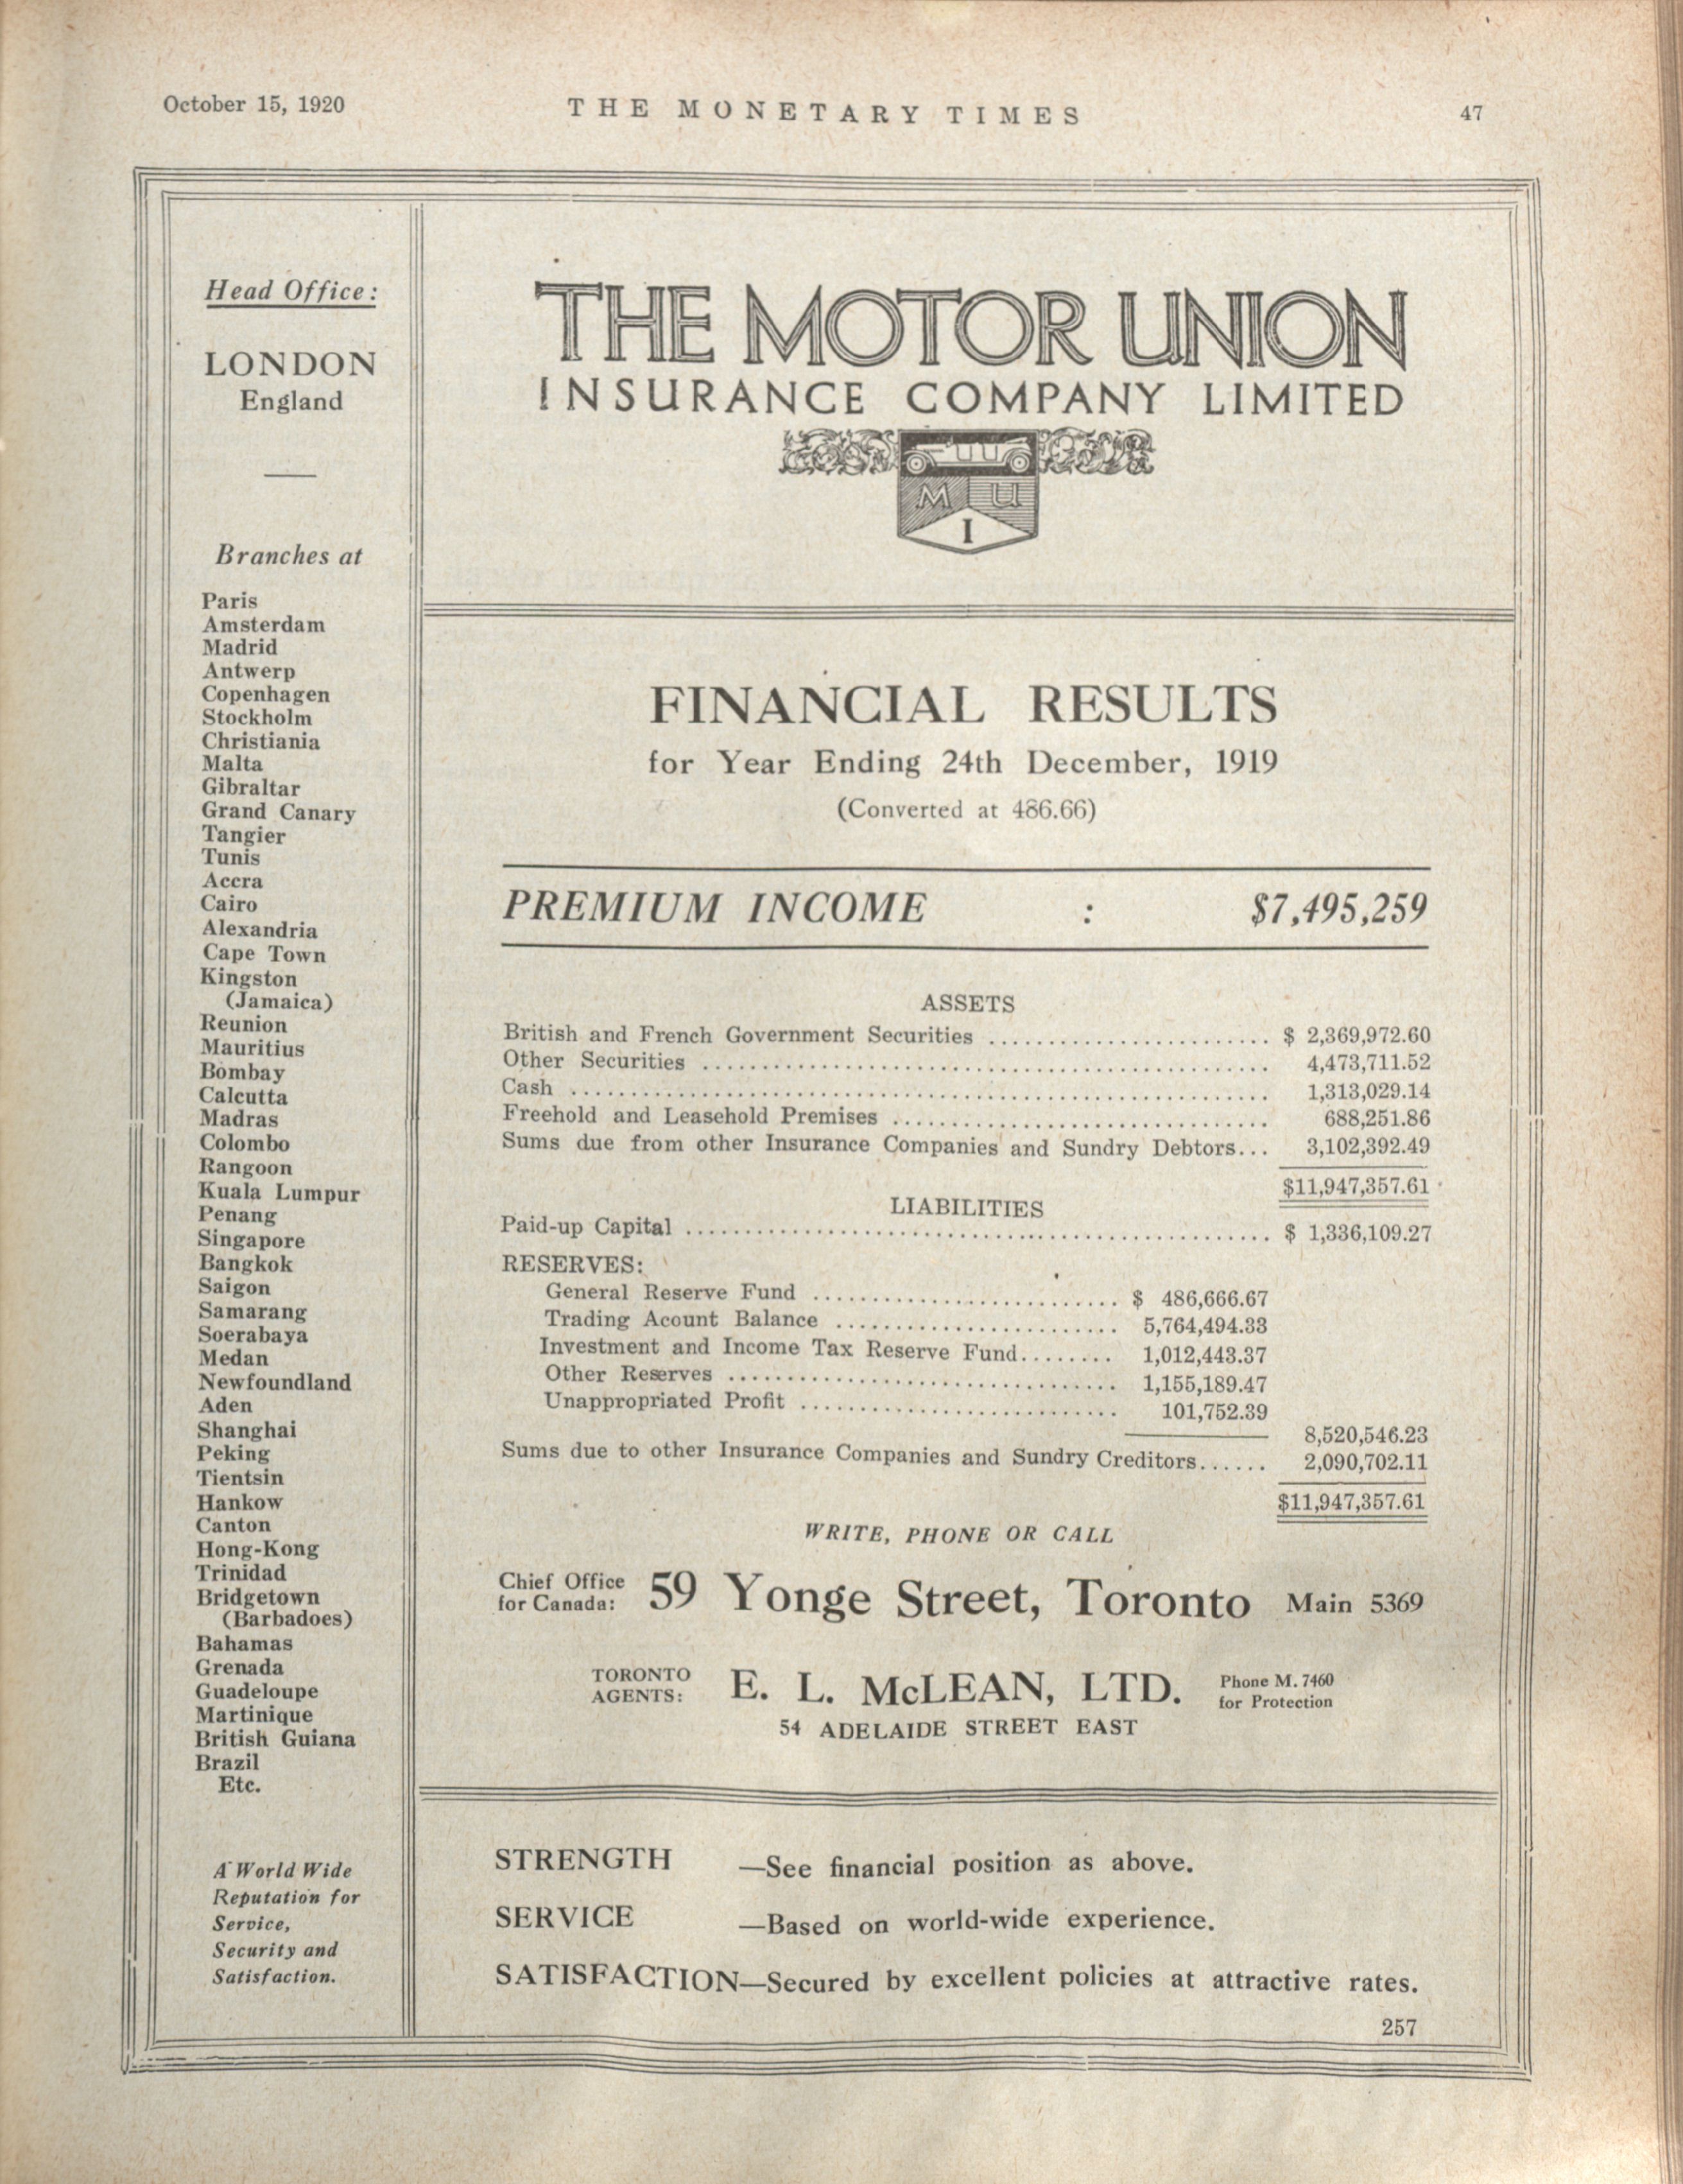 October 15, 1920
THE MONETARY TIMES
47
Head Office:
LONDON
England
Branches at
Paris
Amsterdam
Madrid
Antwerp
Copenhagen
Stockholm
Christiania
Malta
Gibraltar
Grand Canary
Tangier
Tunis
Accra
Cairo
Alexandria
Cape Town
Kingston
(Jamaica)
Reunion
Mauritius
Bombay
Calcutta
Madras
Colombo
Rangoon
Kuala Lumpur
Penang
Singapore
Bangkok
Saigon
Samarang
Soerabaya
Medan
Newfoundland
Aden
Shanghai
Peking
Tientsin
Hankow
Canton
Hong-Kong
Trinidad
Bridgetown
(Barbadoes)
Bahamas
Grenada
Guadeloupe
Martinique
British Guiana
Brazil
Etc.
A World Wide
Reputation for
Service,
Security and
Satisfaction.
THE MOTOR UNION
INSURANCE COMPANY LIMITED
M U
I
FINANCIAL RESULTS
for Year Ending 24th December, 1919
(Converted at 486.66)
PREMIUM INCOME : $7,495,259
ASSETS
British and French Government Securities ........................ $ 2,369,972.60
Other Securities ................................................ 4,473,711.52
Cash ............................................................ 1,313,029.14
Freehold and Leasehold Premises ................................ 688,251.86
Sums due from other Insurance Companies and Sundry Debtors... 3,102,392.49
$11,947,357.61
LIABILITIES
Paid-up Capital ................................................. $ 1,336,109.27
RESERVES:
General Reserve Fund .......................... $ 486,666.67
Trading Acount Balance ........................ 5,764,494.33
Investment and Income Tax Reserve Fund........ 1,012,443.37
Other Reserves ................................. 1,155,189.47
Unappropriated Profit ........................... 101,752.39
8,520,546.23
Sums due to other Insurance Companies and Sundry Creditors...... 2,090,702.11
$11,947,357.61
WRITE, PHONE OR CALL
Chief Office
for Canada: 59 Yonge Street, Toronto Main 5369
TORONTO
AGENTS: E. L. McLEAN, LTD. Phone M. 7460
for Protection
54 ADELAIDE STREET EAST
STRENGTH —See financial position as above.
SERVICE —Based on world-wide experience.
SATISFACTION—Secured by excellent policies at attractive rates.
257